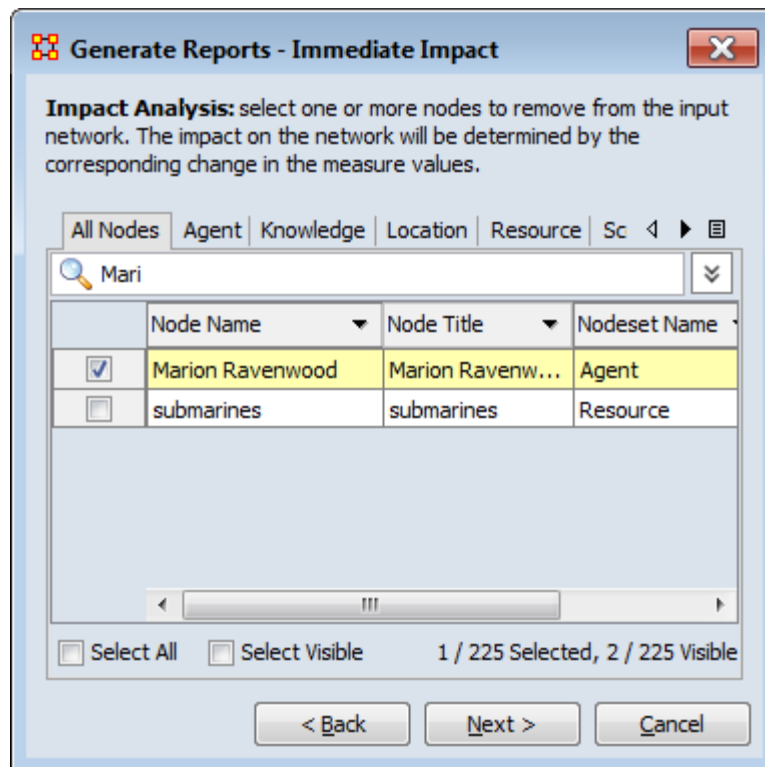 Generate Reports - Immediate Impact
Impact Analysis: select one or more nodes to remove from the input
network. The impact on the network will be determined by the
corresponding change in the measure values.
All Nodes Agent Knowledge Location Resource Sc
Mari
Node Name Node Title Nodeset Name
Marion Ravenwood Marion Ravenw... Agent
submarines submarines Resource
Select All Select Visible 1 / 225 Selected, 2 / 225 Visible
< Back Next > Cancel